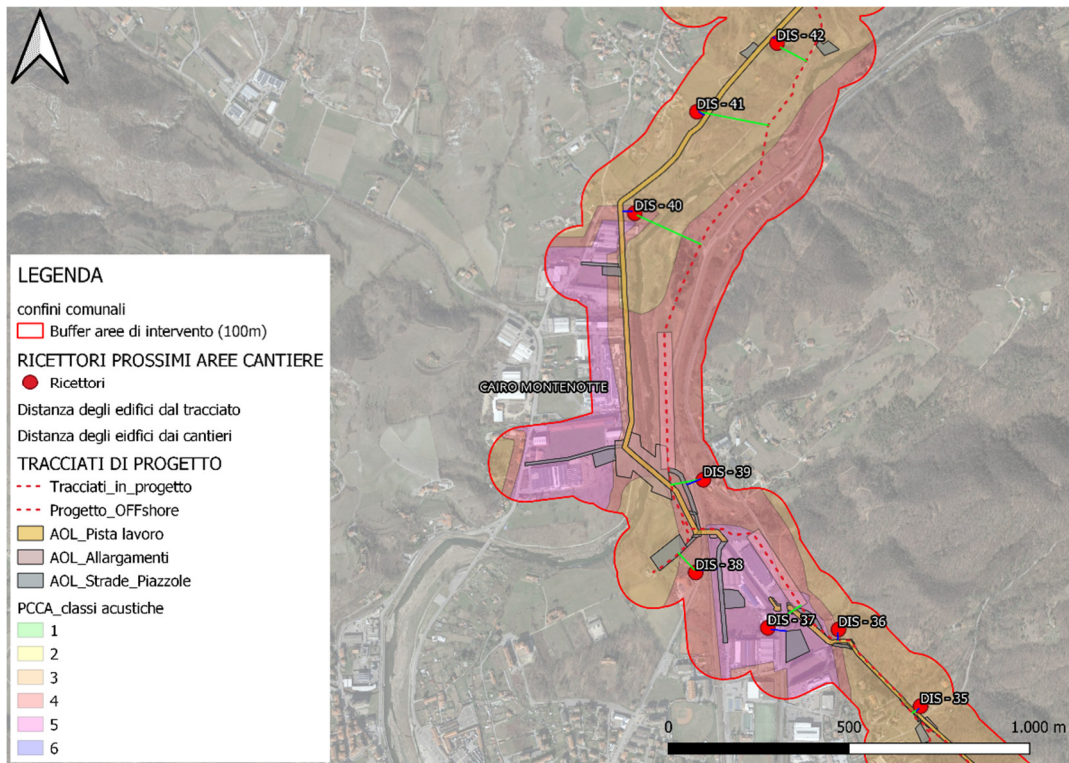 DIS - 42
DIS - 41
DIS - 40
LEGENDA
confini comunali
Buffer aree di intervento (100m)
RICETTORI PROSSIMI AREE CANTIERE
Ricettori
Distanza degli edifici dal tracciato
Distanza degli eidfici dai cantieri
TRACCIATI DI PROGETTO
Tracciati_in_progetto
Progetto_OFFshore
AOL_Pista lavoro
AOL_Allargamenti
AOL_Strade_Piazzole
PCCA_classi acustiche
1
2
3
4
5
6
CAIRO MONTENOTTE
DIS - 39
DIS - 38
DIS - 37
DIS - 36
DIS - 35
0 500 1.000 m